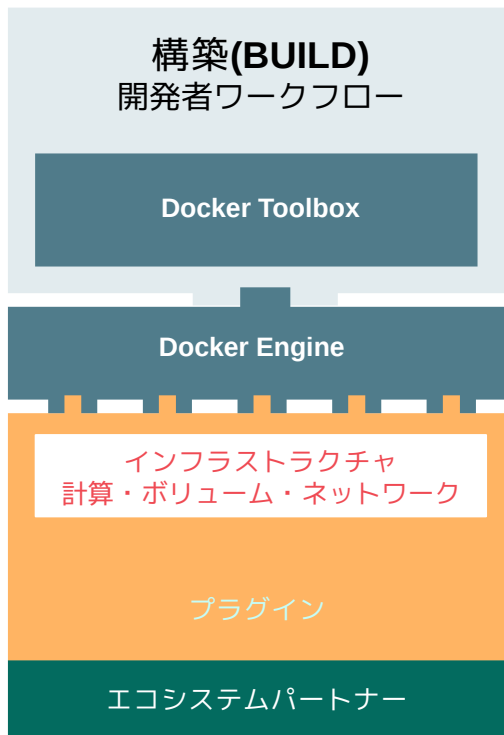 構築(BUILD)
開発者ワークフロー
Docker Toolbox
Docker Engine
インフラストラクチャ
計算・ボリューム・ネットワーク
プラグイン
エコシステムパートナー